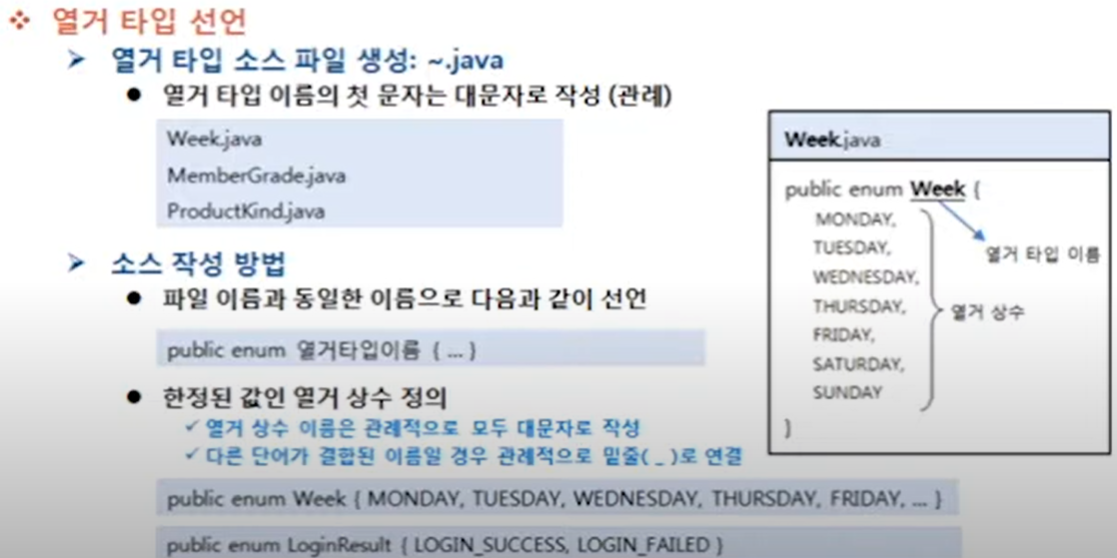 ❖ 열거 타입 선언
➢ 열거 타입 소스 파일 생성: ~.java
● 열거 타입 이름의 첫 문자는 대문자로 작성 (관례)
Week.java
MemberGrade.java
ProductKind.java
➢ 소스 작성 방법
● 파일 이름과 동일한 이름으로 다음과 같이 선언
public enum 열거타입이름 { ... }
● 한정된 값인 열거 상수 정의
✓ 열거 상수 이름은 관례적으로 모두 대문자로 작성
✓ 다른 단어가 결합된 이름일 경우 관례적으로 밑줄( _ )로 연결
public enum Week { MONDAY, TUESDAY, WEDNESDAY, THURSDAY, FRIDAY, ... }
public enum LoginResult { LOGIN_SUCCESS, LOGIN_FAILED }
Week.java
public enum Week {
MONDAY,
TUESDAY,
WEDNESDAY,
THURSDAY,
FRIDAY,
SATURDAY,
SUNDAY
}
열거 타입 이름
열거 상수